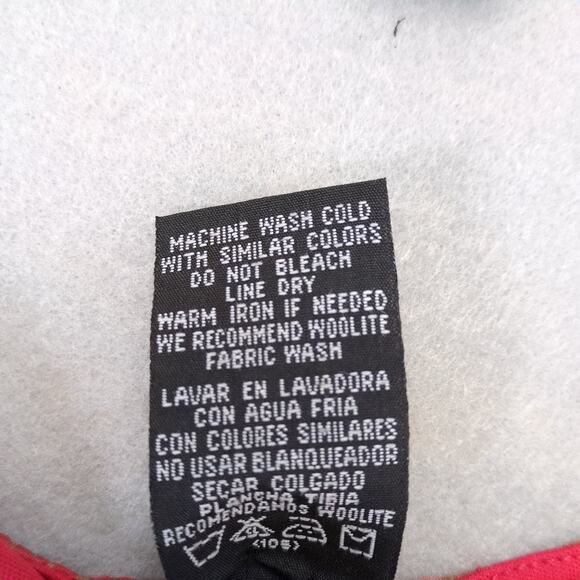 MACHINE WASH COLD
WITH SIMILAR COLORS
DO NOT BLEACH
LINE DRY
WARM IRON IF NEEDED
WE RECOMMEND WOOLITE
FABRIC WASH
LAVAR EN LAVADORA
CON AGUA FRIA
CON COLORES SIMILARES
NO USAR BLANQUEADOR
SECAR COLGADO
PLANCHA TIBIA
RECOMENDAMOS WOOLITE
<106>